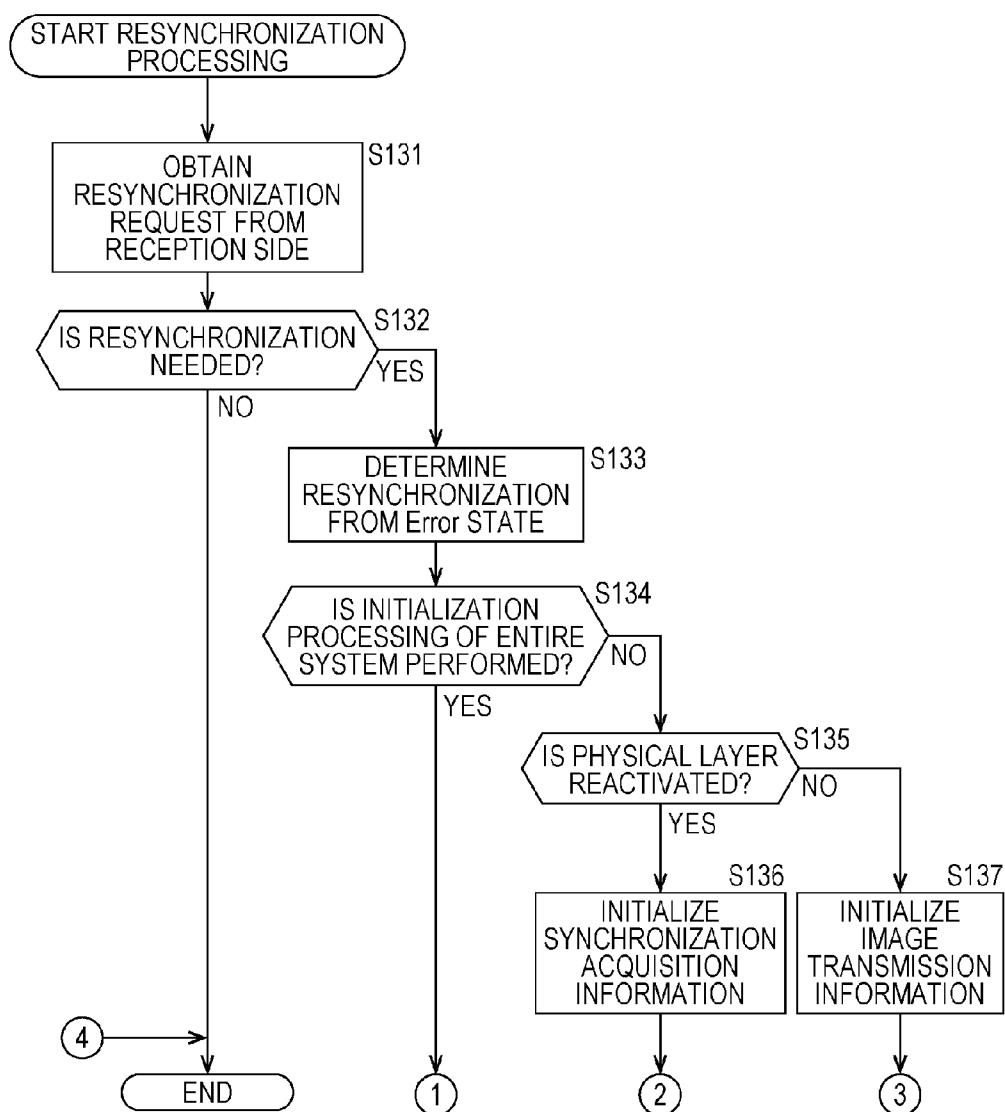 START RESYNCHRONIZATION
PROCESSING
S131
OBTAIN
RESYNCHRONIZATION
REQUEST FROM
RECEPTION SIDE
S132
IS RESYNCHRONIZATION
NEEDED?
YES
NO
S133
DETERMINE
RESYNCHRONIZATION
FROM Error STATE
S134
IS INITIALIZATION
PROCESSING OF ENTIRE
SYSTEM PERFORMED?
NO
YES
S135
IS PHYSICAL LAYER
REACTIVATED?
NO
YES
S136
INITIALIZE
SYNCHRONIZATION
ACQUISITION
INFORMATION
S137
INITIALIZE
IMAGE
TRANSMISSION
INFORMATION
4
END
1
2
3